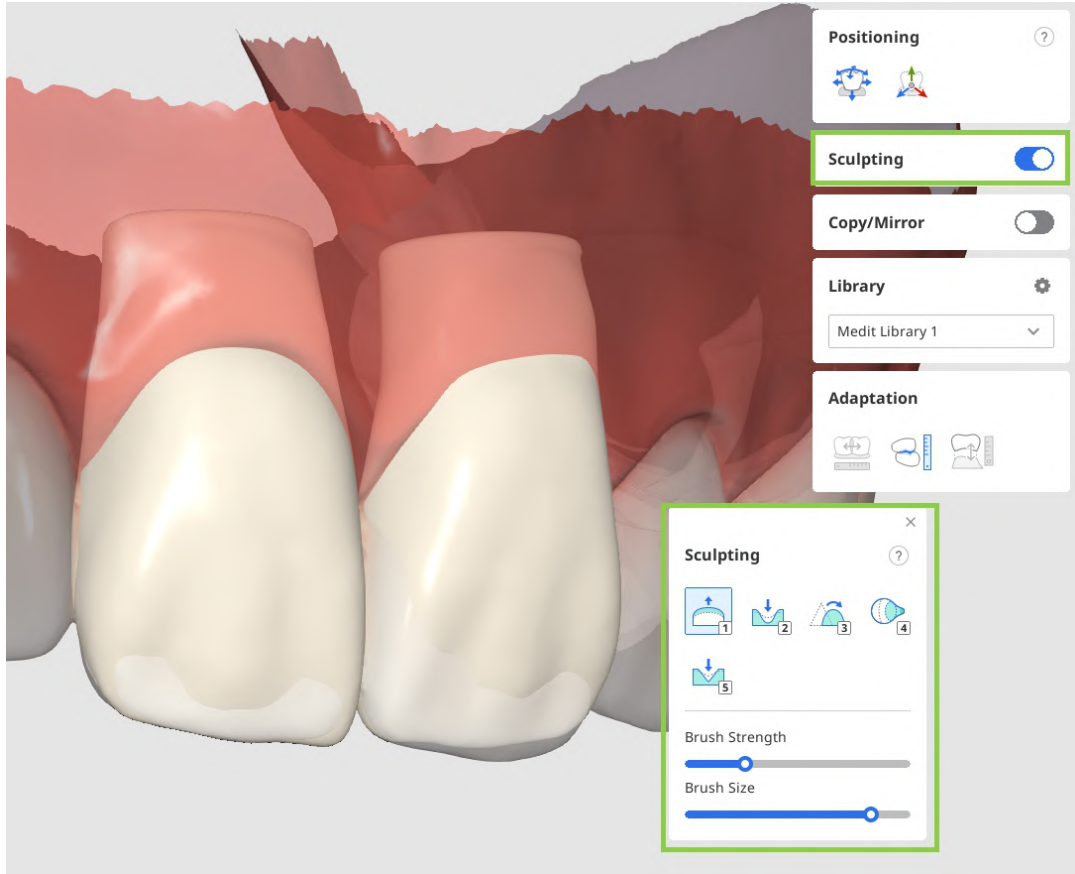 Positioning
?
Sculpting
Copy/Mirror
Library
Medit Library 1
Adaptation
Sculpting
?
1
2
3
4
5
Brush Strength
Brush Size